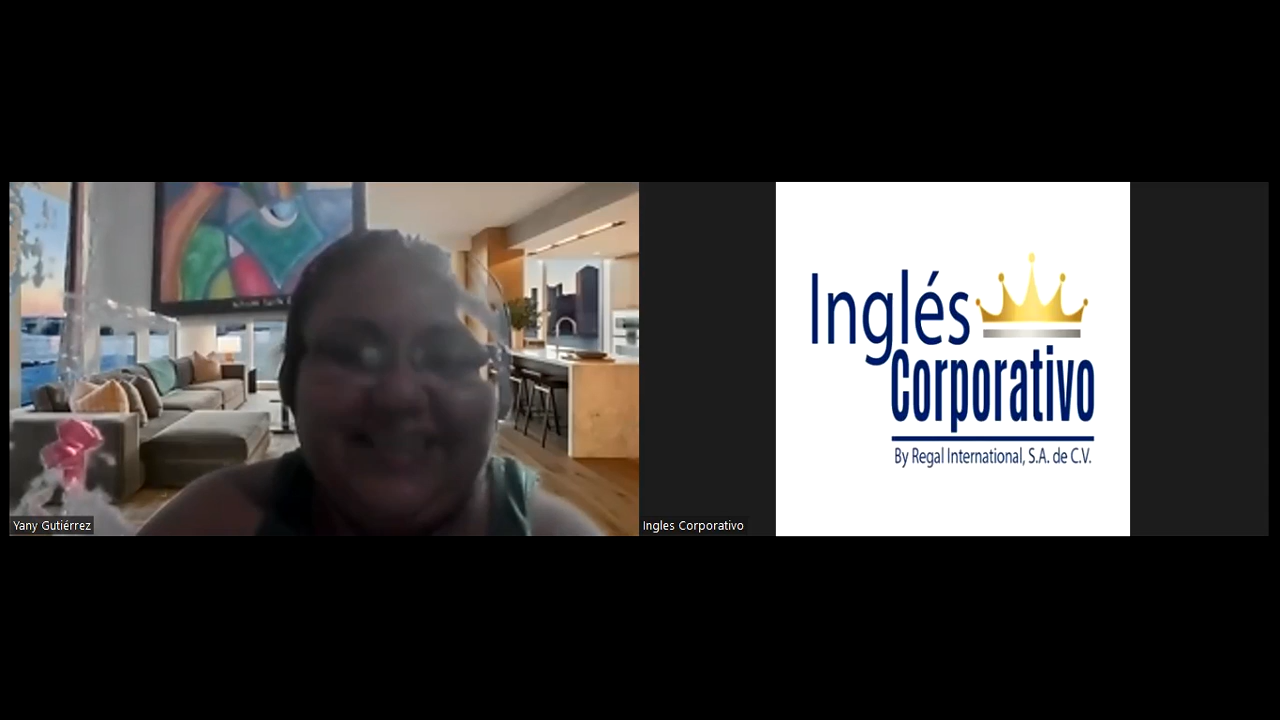 Yany Gutiérrez
Ingles Corporativo
Inglés
Corporativo
By Regal International, S.A. de C.V.